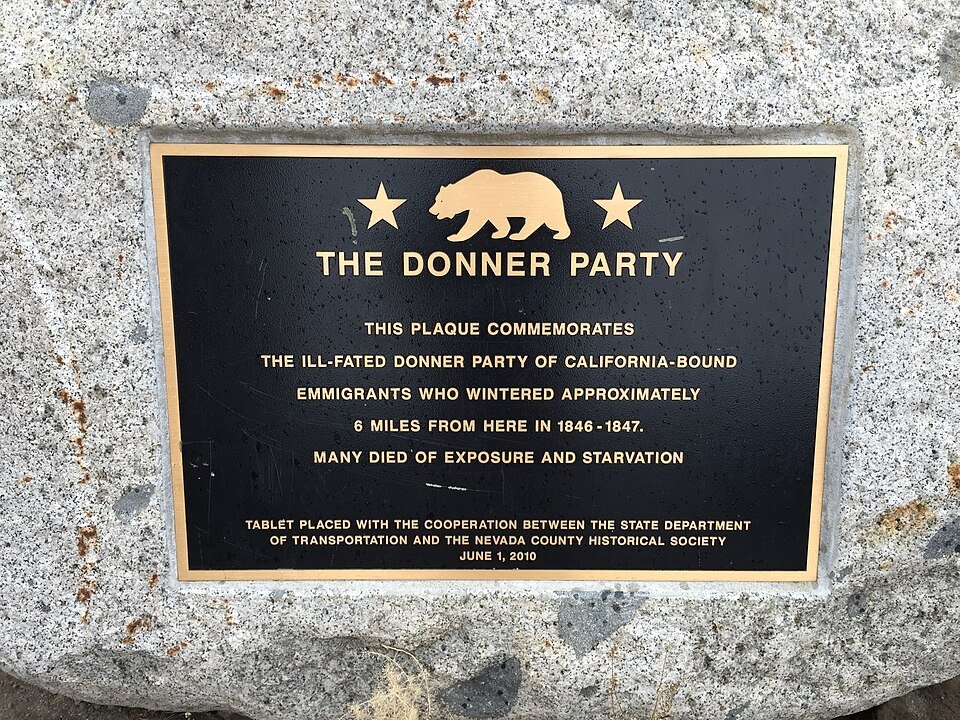 THE DONNER PARTY
THIS PLAQUE COMMEMORATES
THE ILL-FATED DONNER PARTY OF CALIFORNIA-BOUND
EMMIGRANTS WHO WINTERED APPROXIMATELY
6 MILES FROM HERE IN 1846-1847.
MANY DIED OF EXPOSURE AND STARVATION
TABLET PLACED WITH THE COOPERATION BETWEEN THE STATE DEPARTMENT
OF TRANSPORTATION AND THE NEVADA COUNTY HISTORICAL SOCIETY
JUNE 1, 2010